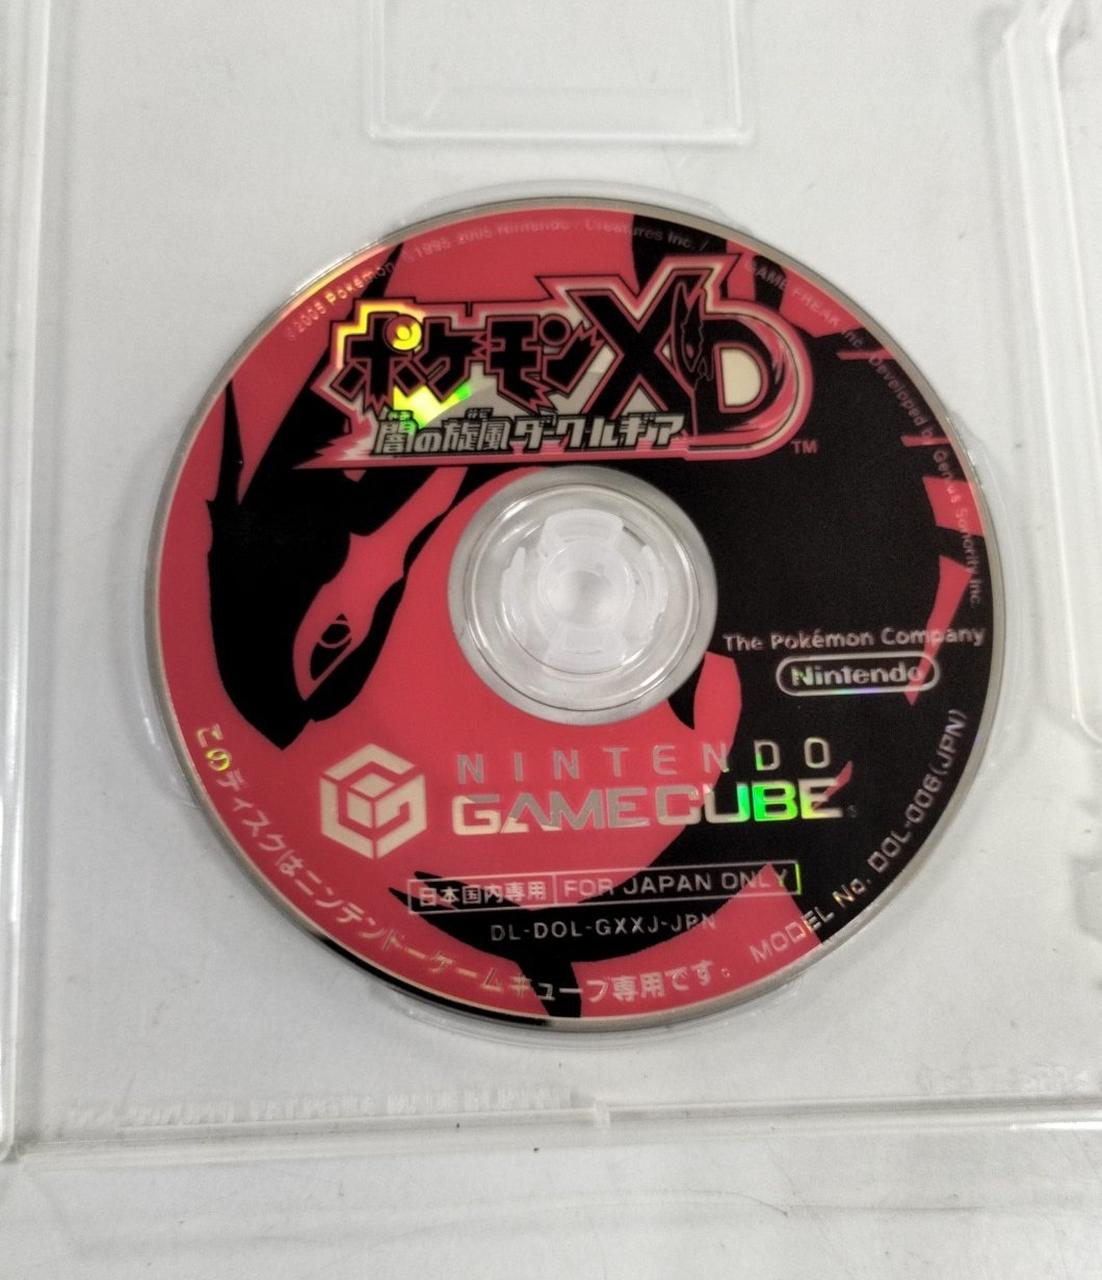 ©2005 Pokémon ©1995-2005 Nintendo / Creatures Inc. / GAME FREAK inc. Developed by Genius Sonority Inc.
ポケモンXD
やみ かぜ
闇の旋風ダーク・ルギア
TM
The Pokémon Company
Nintendo
NINTENDO
GAMECUBE
日本国内専用 FOR JAPAN ONLY
DL-DOL-GXXJ-JPN
このディスクはニンテンドーゲームキューブ専用です。
MODEL No. DOL-006(JPN)